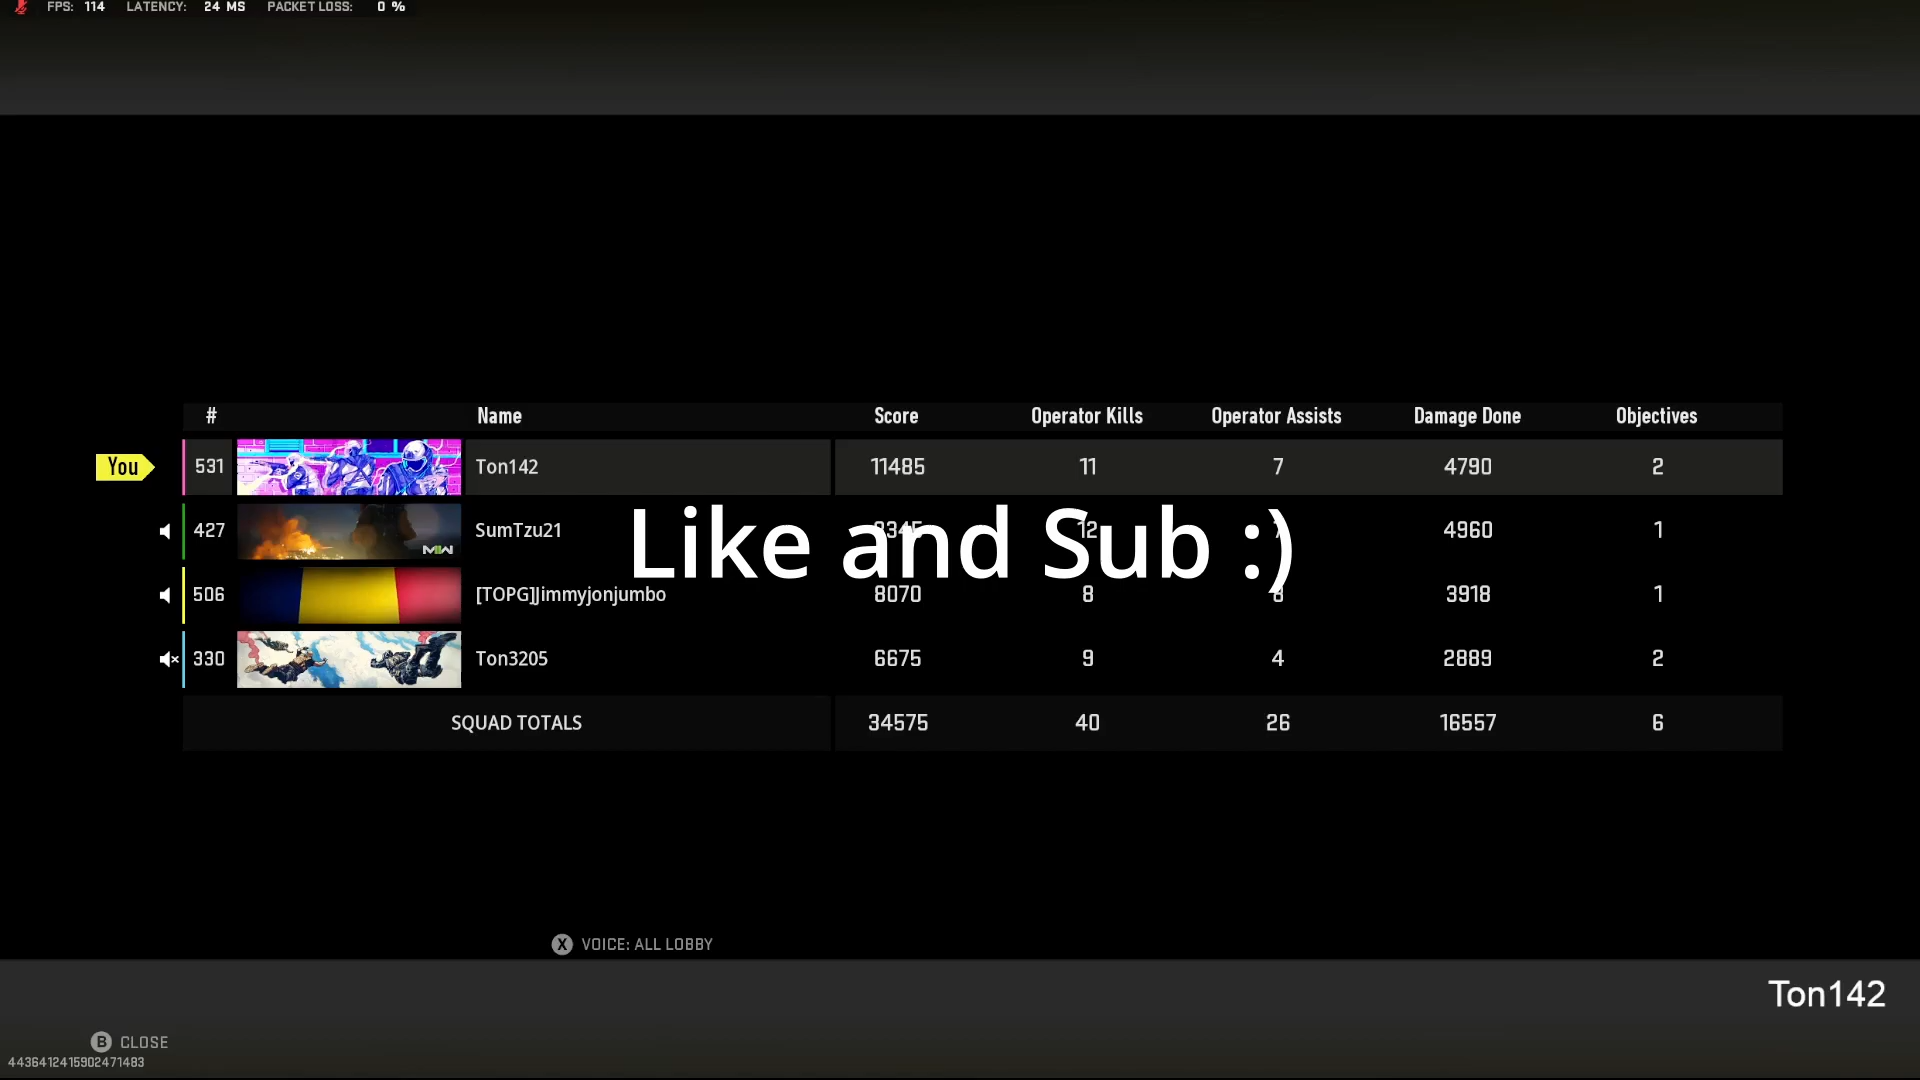 FPS: 114 LATENCY: 24 MS PACKET LOSS: 0 %
# Name Score Operator Kills Operator Assists Damage Done Objectives
You 531 Ton142 11485 11 7 4790 2
427 SumTzu21 12 4960 1
Like and Sub :)
506 [TOPG]Jimmyjonjumbo 8070 8 8 3918 1
330 Ton3205 6675 9 4 2889 2
SQUAD TOTALS 34575 40 26 16557 6
X VOICE: ALL LOBBY
Ton142
B CLOSE
4436412415902471483